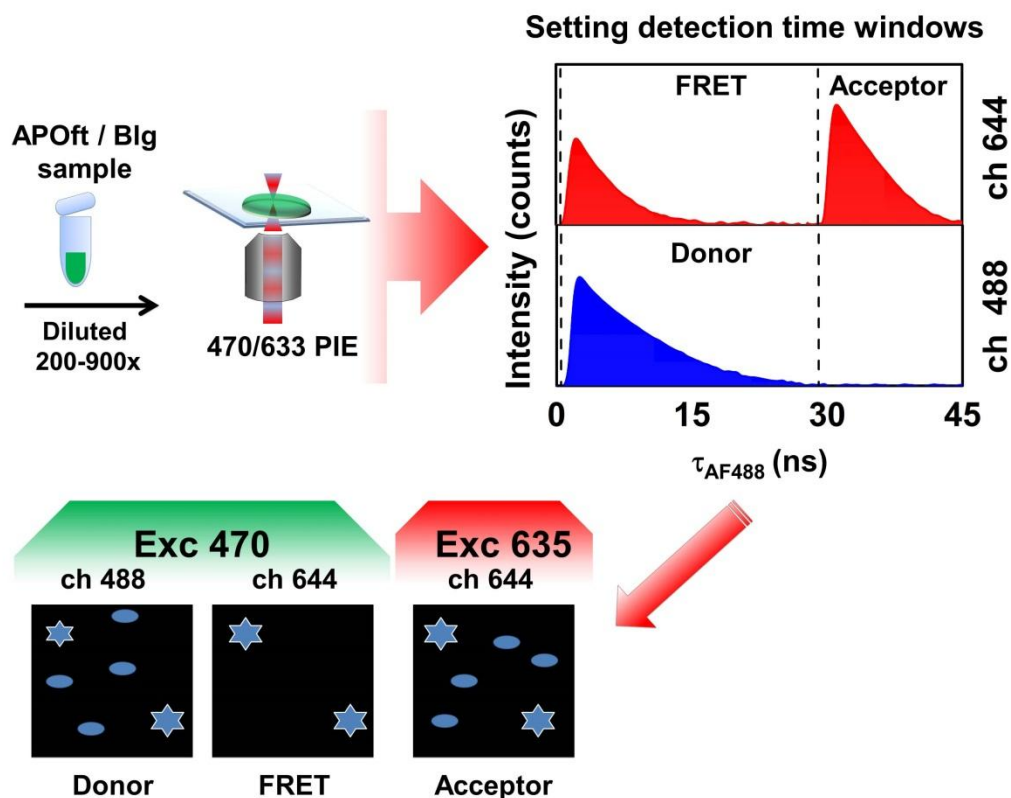 Setting detection time windows
APOft / Blg
sample
Diluted
200-900x
470/633 PIE
FRET
Acceptor
Donor
Intensity (counts)
ch 644
ch 488
0 15 30 45
τAF488 (ns)
Exc 470
ch 488 ch 644
Exc 635
ch 644
Donor
FRET
Acceptor